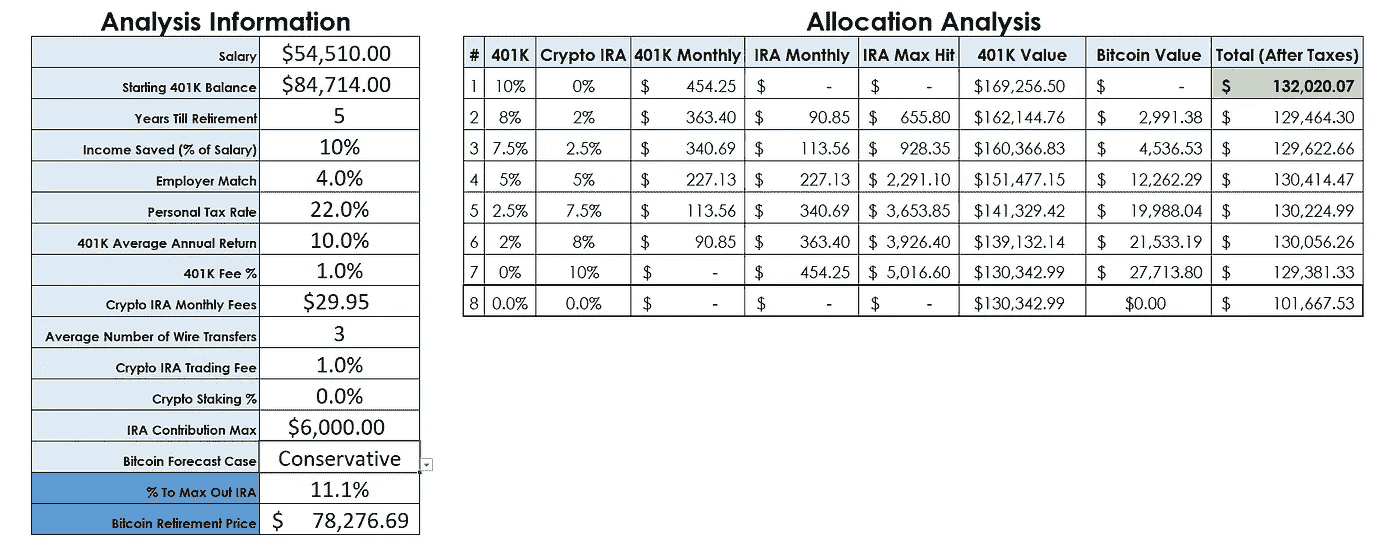 Analysis Information
Salary $54,510.00
Starting 401K Balance $84,714.00
Years Till Retirement 5
Income Saved (% of Salary) 10%
Employer Match 4.0%
Personal Tax Rate 22.0%
401K Average Annual Return 10.0%
401K Fee % 1.0%
Crypto IRA Monthly Fees $29.95
Average Number of Wire Transfers 3
Crypto IRA Trading Fee 1.0%
Crypto Staking % 0.0%
IRA Contribution Max $6,000.00
Bitcoin Forecast Case Conservative
% To Max Out IRA 11.1%
Bitcoin Retirement Price $ 78,276.69
Allocation Analysis
# 401K Crypto IRA 401K Monthly IRA Monthly IRA Max Hit 401K Value Bitcoin Value Total (After Taxes)
1 10% 0% $ 454.25 $ - $ - $169,256.50 $ - $ 132,020.07
2 8% 2% $ 363.40 $ 90.85 $ 655.80 $162,144.76 $ 2,991.38 $ 129,464.30
3 7.5% 2.5% $ 340.69 $ 113.56 $ 928.35 $160,366.83 $ 4,536.53 $ 129,622.66
4 5% 5% $ 227.13 $ 227.13 $ 2,291.10 $151,477.15 $ 12,262.29 $ 130,414.47
5 2.5% 7.5% $ 113.56 $ 340.69 $ 3,653.85 $141,329.42 $ 19,988.04 $ 130,224.99
6 2% 8% $ 90.85 $ 363.40 $ 3,926.40 $139,132.14 $ 21,533.19 $ 130,056.26
7 0% 10% $ - $ 454.25 $ 5,016.60 $130,342.99 $ 27,713.80 $ 129,381.33
8 0.0% 0.0% $ - $ - $ - $130,342.99 $0.00 $ 101,667.53